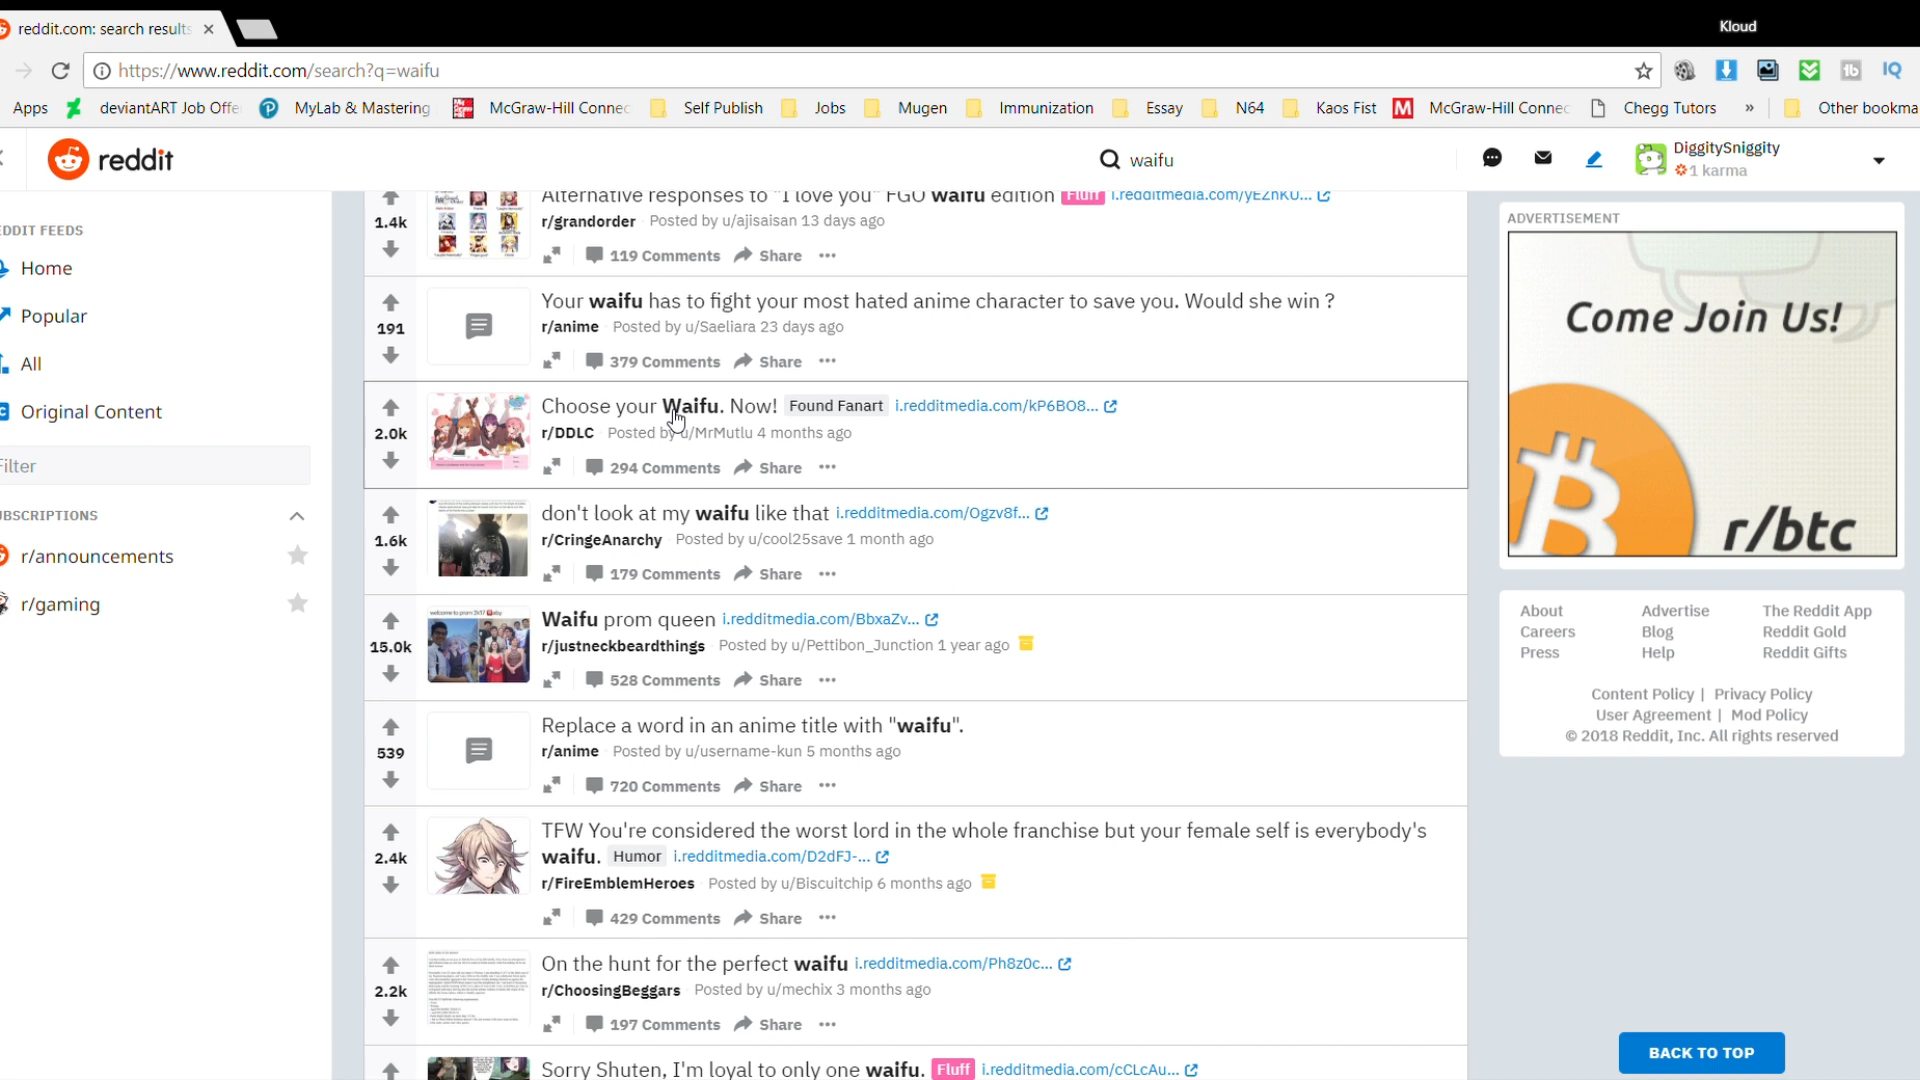 reddit.com: search results
Kloud
https://www.reddit.com/search?q=waifu
Apps deviantART Job Offe MyLab & Mastering McGraw-Hill Connec Self Publish Jobs Mugen Immunization Essay N64 Kaos Fist McGraw-Hill Connec Chegg Tutors » Other bookma
reddit
waifu
DiggitySniggity
1 karma
EDDIT FEEDS
Home
Popular
All
Original Content
Filter
UBSCRIPTIONS
r/announcements
r/gaming
Alternative responses to "I love you" FGO waifu edition Fluff i.redditmedia.com/yEZhKU...
1.4k
r/grandorder Posted by u/ajisaisan 13 days ago
119 Comments Share •••
Your waifu has to fight your most hated anime character to save you. Would she win ?
191
r/anime · Posted by u/Saeliara 23 days ago
379 Comments Share •••
Choose your Waifu. Now! Found Fanart i.redditmedia.com/kP6BO8...
2.0k
r/DDLC Posted by u/MrMutlu 4 months ago
294 Comments Share •••
don't look at my waifu like that i.redditmedia.com/Ogzv8f...
1.6k
r/CringeAnarchy · Posted by u/cool25save 1 month ago
179 Comments Share •••
welcome to prom 2k17
Waifu prom queen i.redditmedia.com/BbxaZv...
15.0k
r/justneckbeardthings Posted by u/Pettibon_Junction 1 year ago
528 Comments Share •••
Replace a word in an anime title with "waifu".
539
r/anime · Posted by u/username-kun 5 months ago
720 Comments Share •••
TFW You're considered the worst lord in the whole franchise but your female self is everybody's
waifu. Humor i.redditmedia.com/D2dFJ-...
2.4k
r/FireEmblemHeroes Posted by u/Biscuitchip 6 months ago
429 Comments Share •••
On the hunt for the perfect waifu i.redditmedia.com/Ph8z0c...
2.2k
r/ChoosingBeggars · Posted by u/mechix 3 months ago
197 Comments Share •••
Sorry Shuten, I'm loyal to only one waifu. Fluff i.redditmedia.com/cCLcAu...
ADVERTISEMENT
Come Join Us!
r/btc
About Advertise The Reddit App
Careers Blog Reddit Gold
Press Help Reddit Gifts
Content Policy | Privacy Policy
User Agreement | Mod Policy
© 2018 Reddit, Inc. All rights reserved
BACK TO TOP